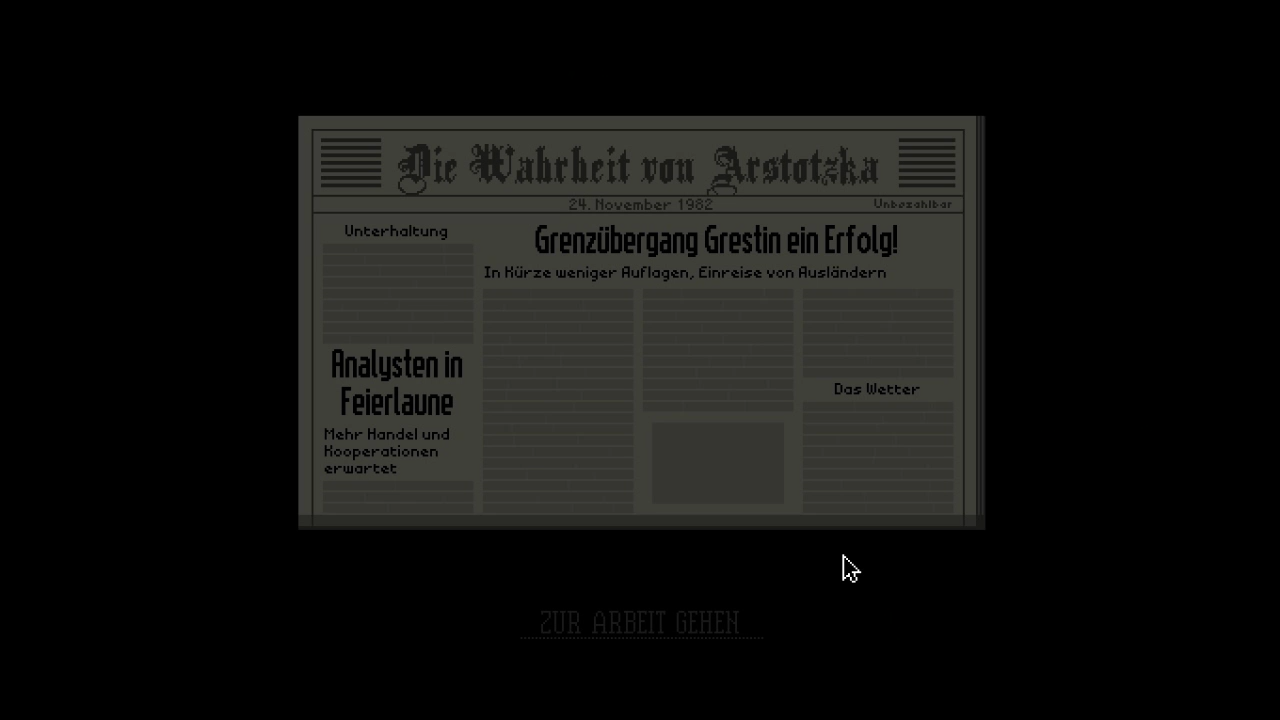 Die Wahrheit von Arstotzka
24. November 1982
Unbezahlbar
Unterhaltung
Analysten in
Feierlaune
Mehr Handel und
Kooperationen
erwartet
Grenzübergang Grestin ein Erfolg!
In Kürze weniger Auflagen, Einreise von Ausländern
Das Wetter
ZUR ARBEIT GEHEN